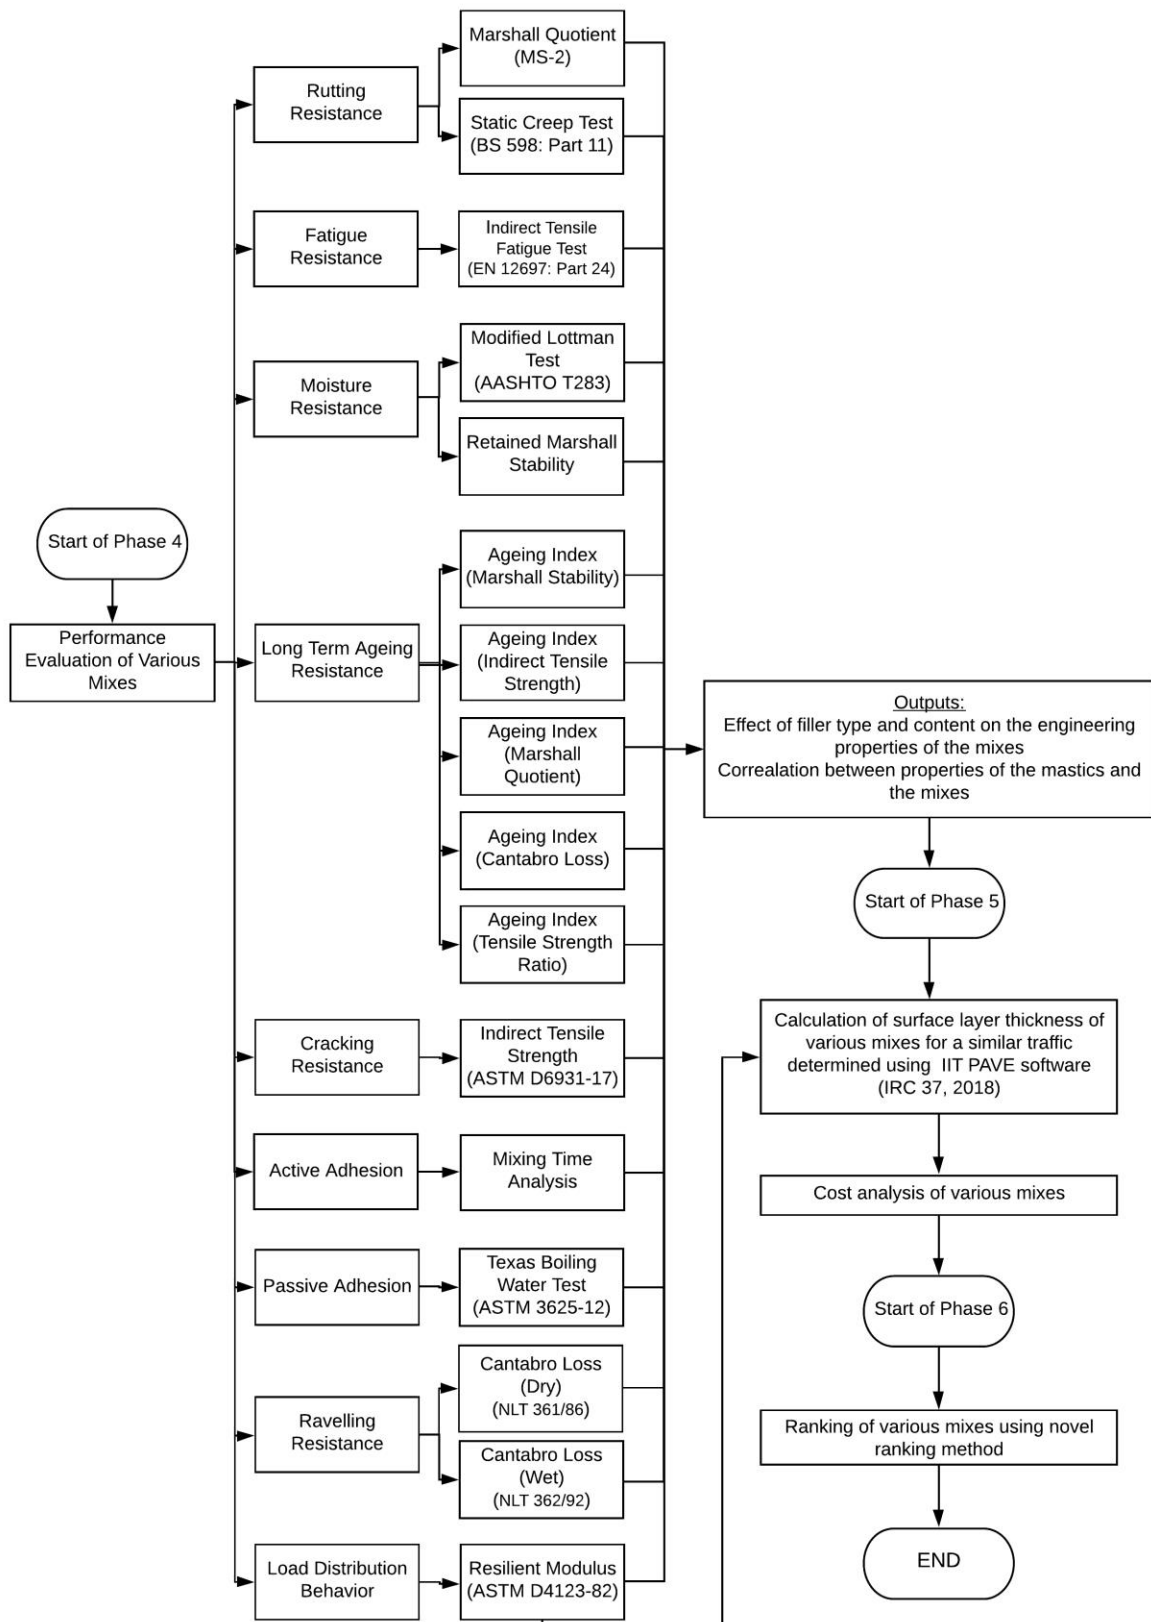 Start of Phase 4
Performance
Evaluation of Various
Mixes
Rutting
Resistance
Marshall Quotient
(MS-2)
Static Creep Test
(BS 598: Part 11)
Fatigue
Resistance
Indirect Tensile
Fatigue Test
(EN 12697: Part 24)
Moisture
Resistance
Modified Lottman
Test
(AASHTO T283)
Retained Marshall
Stability
Long Term Ageing
Resistance
Ageing Index
(Marshall Stability)
Ageing Index
(Indirect Tensile
Strength)
Ageing Index
(Marshall
Quotient)
Ageing Index
(Cantabro Loss)
Ageing Index
(Tensile Strength
Ratio)
Cracking
Resistance
Indirect Tensile
Strength
(ASTM D6931-17)
Active Adhesion
Mixing Time
Analysis
Passive Adhesion
Texas Boiling
Water Test
(ASTM 3625-12)
Ravelling
Resistance
Cantabro Loss
(Dry)
(NLT 361/86)
Cantabro Loss
(Wet)
(NLT 362/92)
Load Distribution
Behavior
Resilient Modulus
(ASTM D4123-82)
Outputs:
Effect of filler type and content on the engineering
properties of the mixes
Correalation between properties of the mastics and
the mixes
Start of Phase 5
Calculation of surface layer thickness of
various mixes for a similar traffic
determined using IIT PAVE software
(IRC 37, 2018)
Cost analysis of various mixes
Start of Phase 6
Ranking of various mixes using novel
ranking method
END